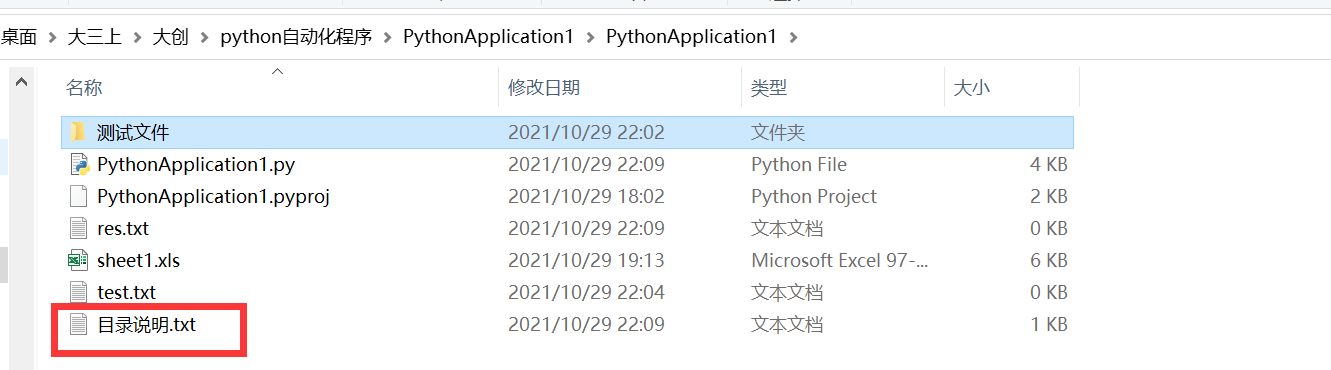 桌面 > 大三上 > 大创 > python自动化程序 > PythonApplication1 > PythonApplication1 >
名称 修改日期 类型 大小
测试文件 2021/10/29 22:02 文件夹
PythonApplication1.py 2021/10/29 22:09 Python File 4 KB
PythonApplication1.pyproj 2021/10/29 18:02 Python Project 2 KB
res.txt 2021/10/29 22:09 文本文档 0 KB
sheet1.xls 2021/10/29 19:13 Microsoft Excel 97-... 6 KB
test.txt 2021/10/29 22:04 文本文档 0 KB
目录说明.txt 2021/10/29 22:09 文本文档 1 KB